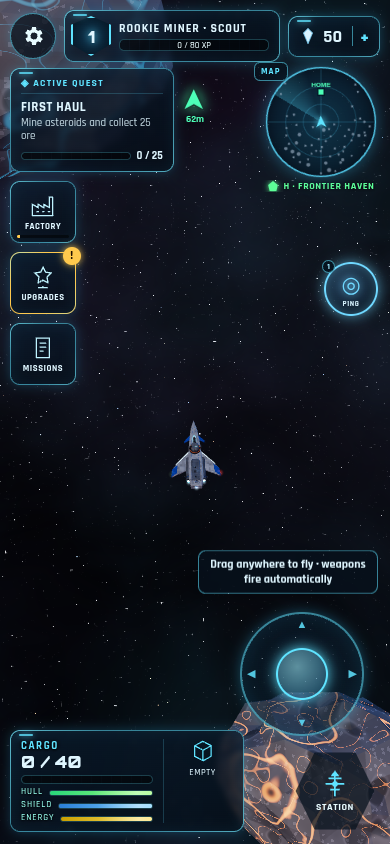 1
ROOKIE MINER · SCOUT
0 / 80 XP
50
+
ACTIVE QUEST
FIRST HAUL
Mine asteroids and collect 25
ore
0 / 25
62m
MAP
HOME
H · FRONTIER HAVEN
FACTORY
!
UPGRADES
MISSIONS
1
PING
Drag anywhere to fly · weapons
fire automatically
CARGO
0 / 40
HULL
SHIELD
ENERGY
EMPTY
STATION